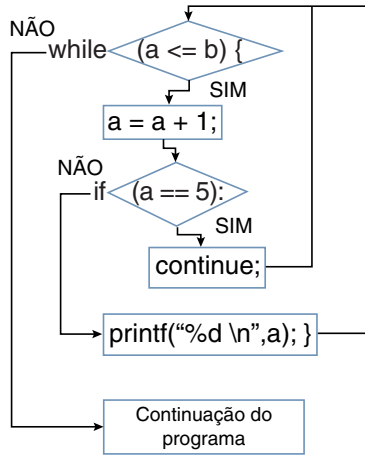 NÃO
while (a <= b) {
SIM
a = a + 1;
NÃO
if (a == 5):
SIM
continue;
printf(“%d \n”,a); }
Continuação do
programa